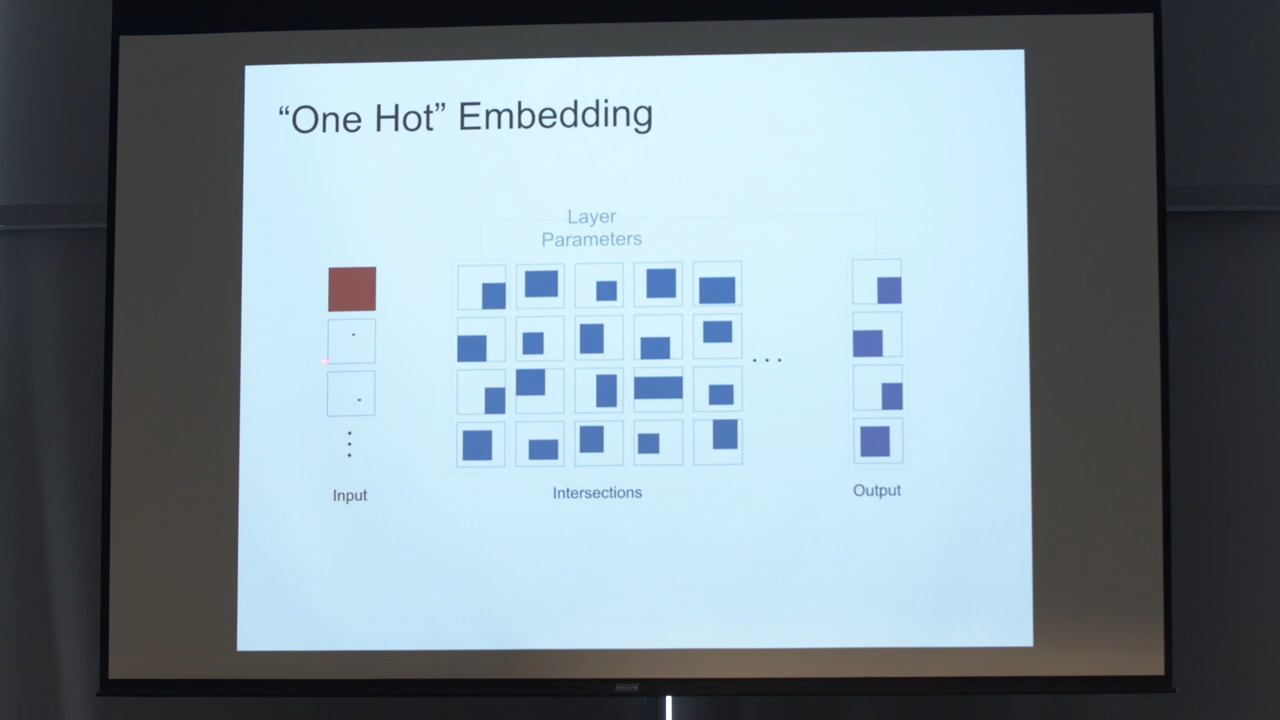 “One Hot” Embedding
Layer
Parameters
. . .
Input
Intersections
Output